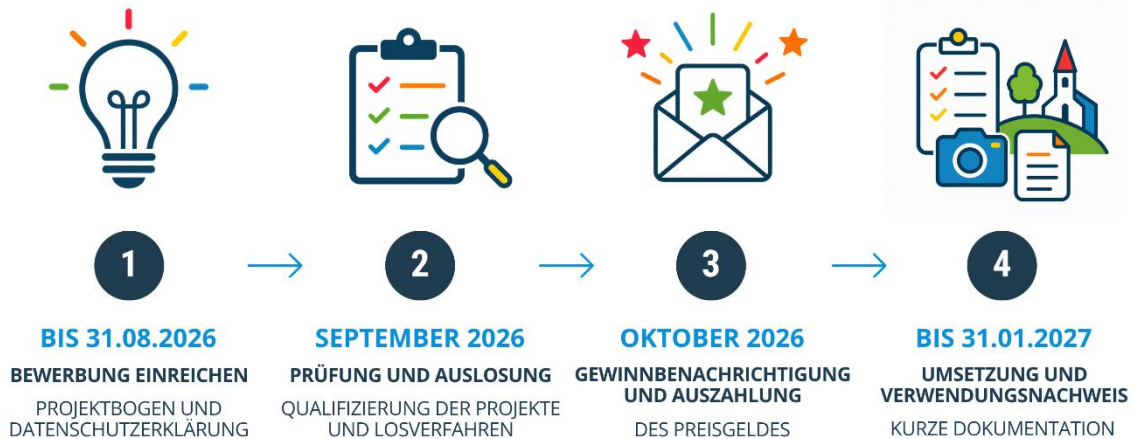 1
BIS 31.08.2026
BEWERBUNG EINREICHEN
PROJEKTBOGEN UND
DATENSCHUTZERKLÄRUNG
2
SEPTEMBER 2026
PRÜFUNG UND AUSLOSUNG
QUALIFIZIERUNG DER PROJEKTE
UND LOSVERFAHREN
3
OKTOBER 2026
GEWINNBENACHRICHTIGUNG
UND AUSZAHLUNG
DES PREISGELDES
4
BIS 31.01.2027
UMSETZUNG UND
VERWENDUNGSNACHWEIS
KURZE DOKUMENTATION